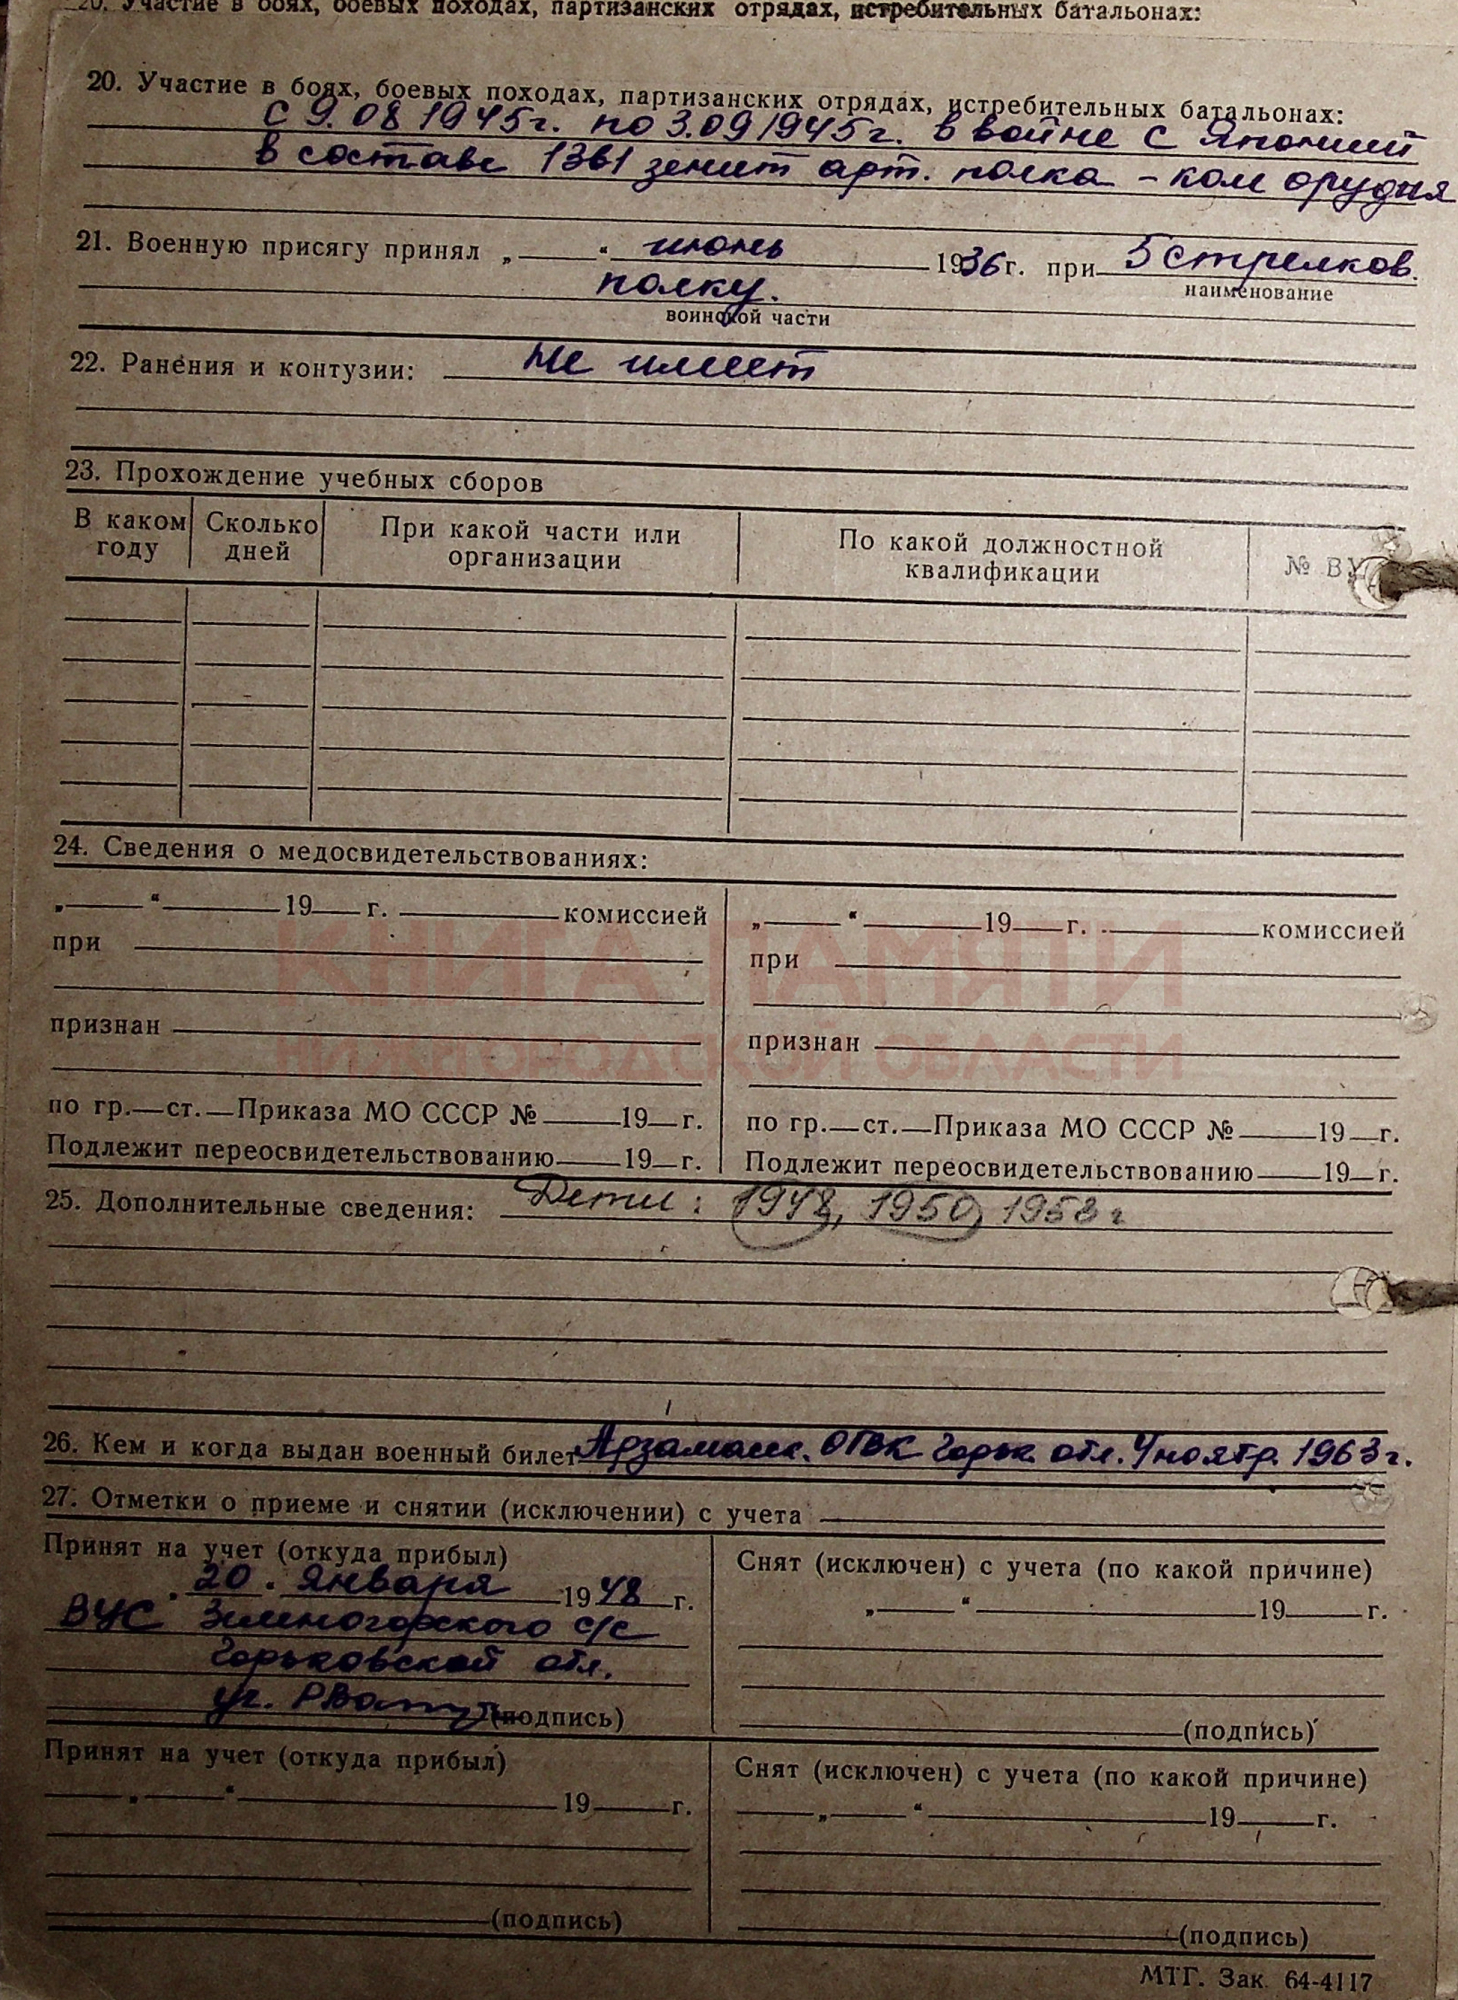 20. Участие в боях, боевых походах, партизанских отрядах, истребительных батальонах:
20. Участие в боях, боевых походах, партизанских отрядах, истребительных батальонах:
с 9.08 1945г. по 3.09 1945г. в войне с Японией
в составе 1361 зенит арт. полка - ком орудия
21. Военную присягу принял „ “ июнь 1936 г. при 5 стрелков.
наименование
полку.
воинской части
22. Ранения и контузии: Не имеет
23. Прохождение учебных сборов
В каком году Сколько дней При какой части или организации По какой должностной квалификации № ВУ
24. Сведения о медосвидетельствованиях:
„ “ 19 г. комиссией „ “ 19 г. комиссией
при при
КНИГА ПАМЯТИ
признан признан
НИЖЕГОРОДСКОЙ ОБЛАСТИ
по гр. ст. Приказа МО СССР № 19 г. по гр. ст. Приказа МО СССР № 19 г.
Подлежит переосвидетельствованию 19 г. Подлежит переосвидетельствованию 19 г.
25. Дополнительные сведения: Дети: 1948, 1950, 1958 г
26. Кем и когда выдан военный билет Арзамаск. ОГВК Горьк. обл. 4 ноябр. 1963 г.
27. Отметки о приеме и снятии (исключении) с учета
Принят на учет (откуда прибыл) Снят (исключен) с учета (по какой причине)
20. января 1948 г. „ “ 19 г.
ВУС с/с
Горьковской обл.
(подпись) (подпись)
Принят на учет (откуда прибыл) Снят (исключен) с учета (по какой причине)
„ “ 19 г. „ “ 19 г.
(подпись) (подпись)
МТГ. Зак. 64-4117